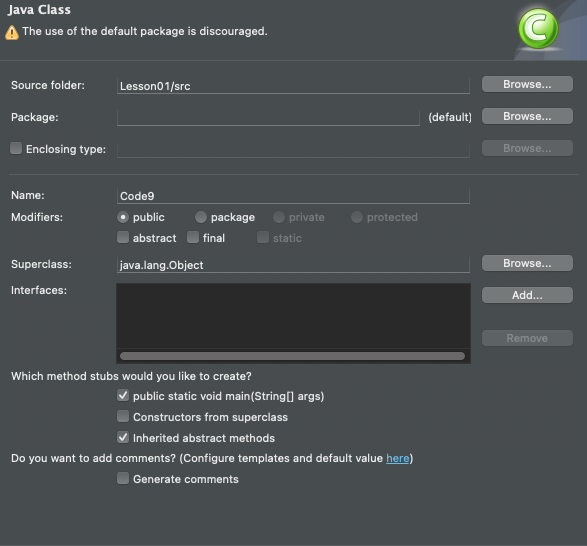 Java Class
The use of the default package is discouraged.
Source folder: Lesson01/src Browse...
Package: (default) Browse...
Enclosing type: Browse...
Name: Code9
Modifiers: public package private protected
abstract final static
Superclass: java.lang.Object Browse...
Interfaces: Add...
Remove
Which method stubs would you like to create?
public static void main(String[] args)
Constructors from superclass
Inherited abstract methods
Do you want to add comments? (Configure templates and default value here)
Generate comments